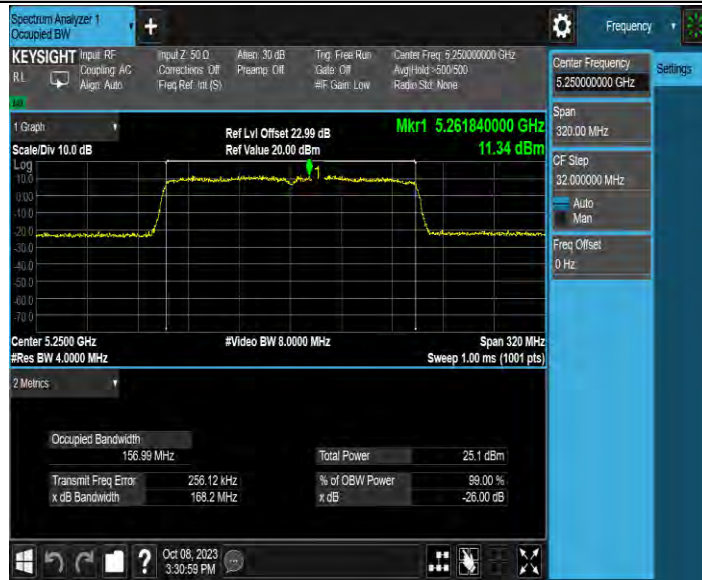 Spectrum Analyzer 1
Occupied BW
Frequency
KEYSIGHT
Input: RF
Coupling: AC
Align: Auto
Input Z: 50 Ω
Corrections: Off
Freq Ref: Int (S)
Atten: 30 dB
Preamp: Off
Trig: Free Run
Gate: Off
#IF Gain: Low
Center Freq: 5.250000000 GHz
Avg|Hold:>500/500
Radio Std: None
RL
Center Frequency
5.250000000 GHz
Settings
Span
320.00 MHz
CF Step
32.000000 MHz
Auto
Man
Freq Offset
0 Hz
1 Graph
Scale/Div 10.0 dB
Ref Lvl Offset 22.99 dB
Ref Value 20.00 dBm
Mkr1 5.261840000 GHz
11.34 dBm
Log
10.0
0.00
-10.0
-20.0
-30.0
-40.0
-50.0
-60.0
-70.0
1
Center 5.2500 GHz
#Res BW 4.0000 MHz
#Video BW 8.0000 MHz
Span 320 MHz
Sweep 1.00 ms (1001 pts)
2 Metrics
Occupied Bandwidth
156.99 MHz
Total Power 25.1 dBm
Transmit Freq Error 256.12 kHz
% of OBW Power 99.00 %
x dB Bandwidth 168.2 MHz
x dB -26.00 dB
?
Oct 08, 2023
3:30:59 PM